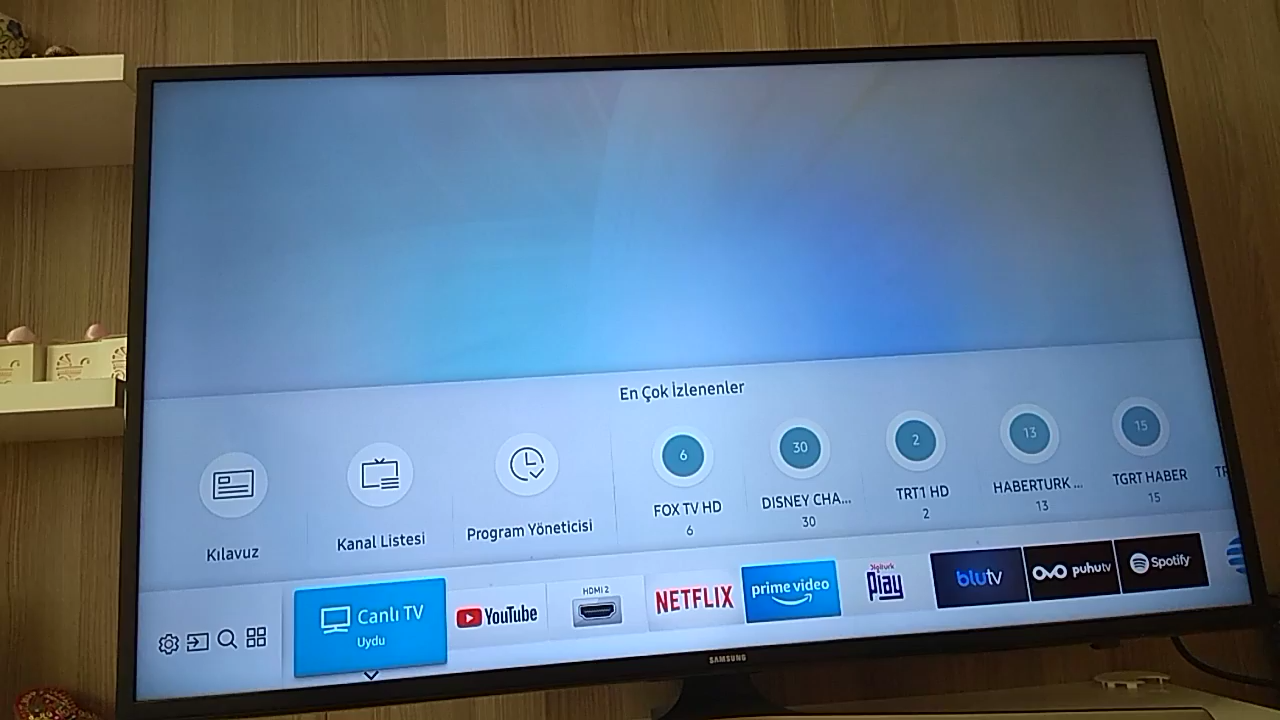 En Çok İzlenenler
6
30
2
13
15
Kılavuz
Kanal Listesi
Program Yöneticisi
FOX TV HD
6
DISNEY CHA...
30
TRT1 HD
2
HABERTURK ...
13
TGRT HABER
15
TR
Canlı TV
Uydu
YouTube
HDMI 2
NETFLIX
prime video
Digiturk
play
blutv
puhutv
Spotify
SAMSUNG